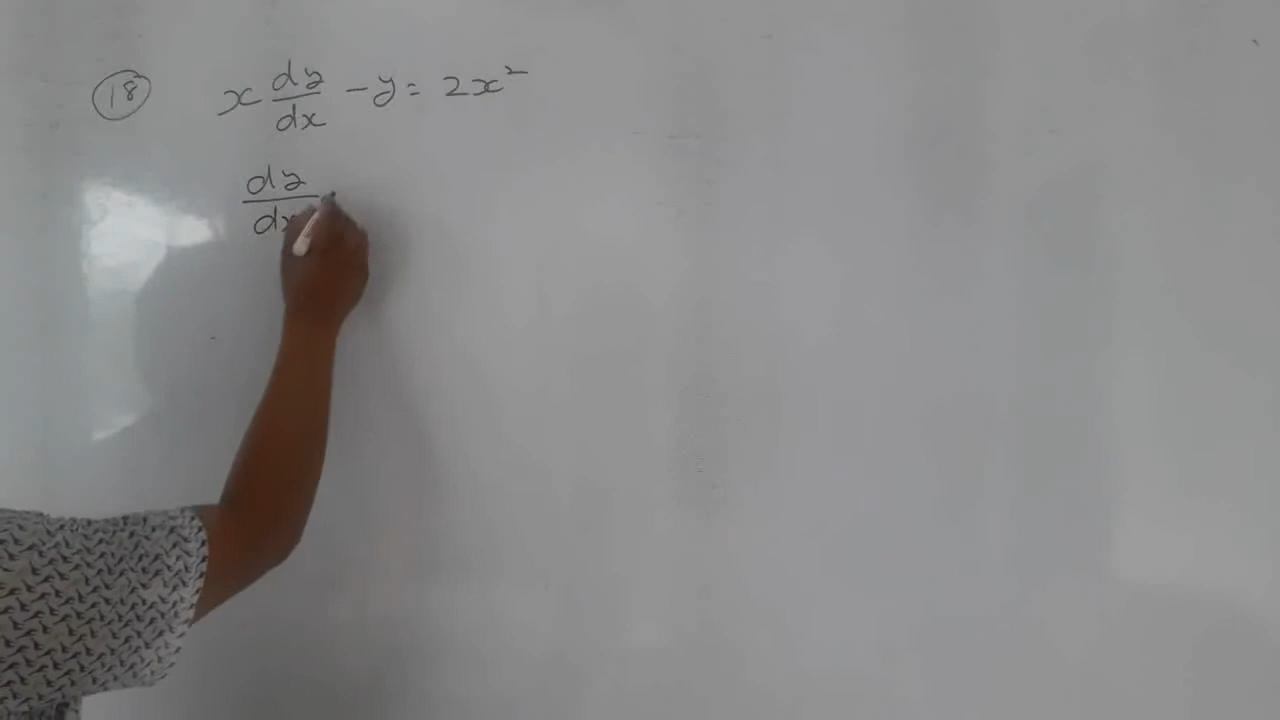 18 x dy/dx - y = 2x²
dy/dx